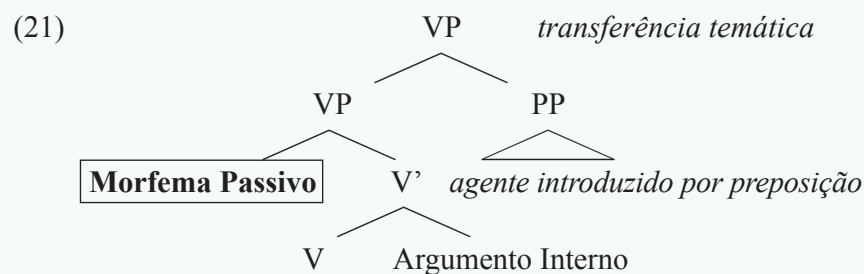 (21) VP transferência temática
VP PP
Morfema Passivo V’ agente introduzido por preposição
V Argumento Interno